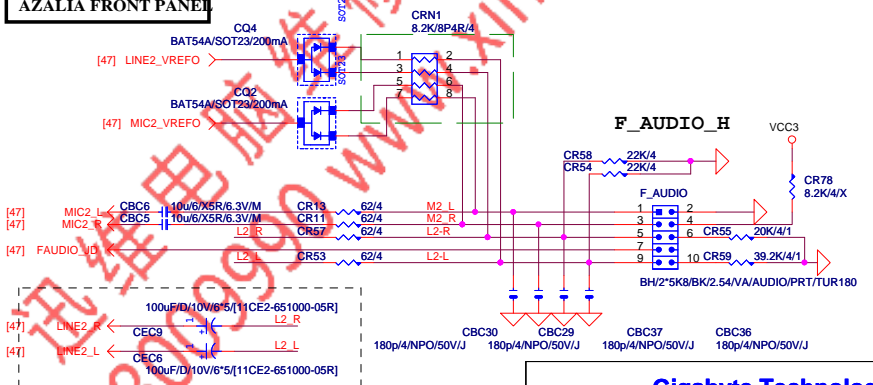 AZALIA FRONT PANEL
SOT23
CRN1
8.2K/8P4R/4
CQ4
BAT54A/SOT23/200mA
[47] LINE2_VREFO
1 2
3 4
5 6
7 8
CQ2
BAT54A/SOT23/200mA
[47] MIC2_VREFO
F_AUDIO_H
VCC3
CR58 22K/4
CR54 22K/4
CR78
8.2K/4/X
F_AUDIO
[47] MIC2_L CBC6 10u/6X5R/6.3V/M CR13 62/4 M2_L 1 2
[47] MIC2_R CBC5 10u/6X5R/6.3V/M CR11 62/4 M2_R 3 4
L2_R CR57 62/4 L2-R 5 6 CR55 20K/4/1
[47] FAUDIO_JD 7
L2_L CR53 62/4 L2-L 9 10 CR59 39.2K/4/1
BH/2*5K8/BK/2.54/VA/AUDIO/PRT/TUR180
100uF/D/10V/6*5/[11CE2-651000-05R]
[47] LINE2_R 1 L2_R
CEC9
[47] LINE2_L 1 L2_L
CEC6
100uF/D/10V/6*5/[11CE2-651000-05R]
CBC30 CBC29 CBC37 CBC36
180p/4/NPO/50V/J 180p/4/NPO/50V/J 180p/4/NPO/50V/J 180p/4/NPO/50V/J